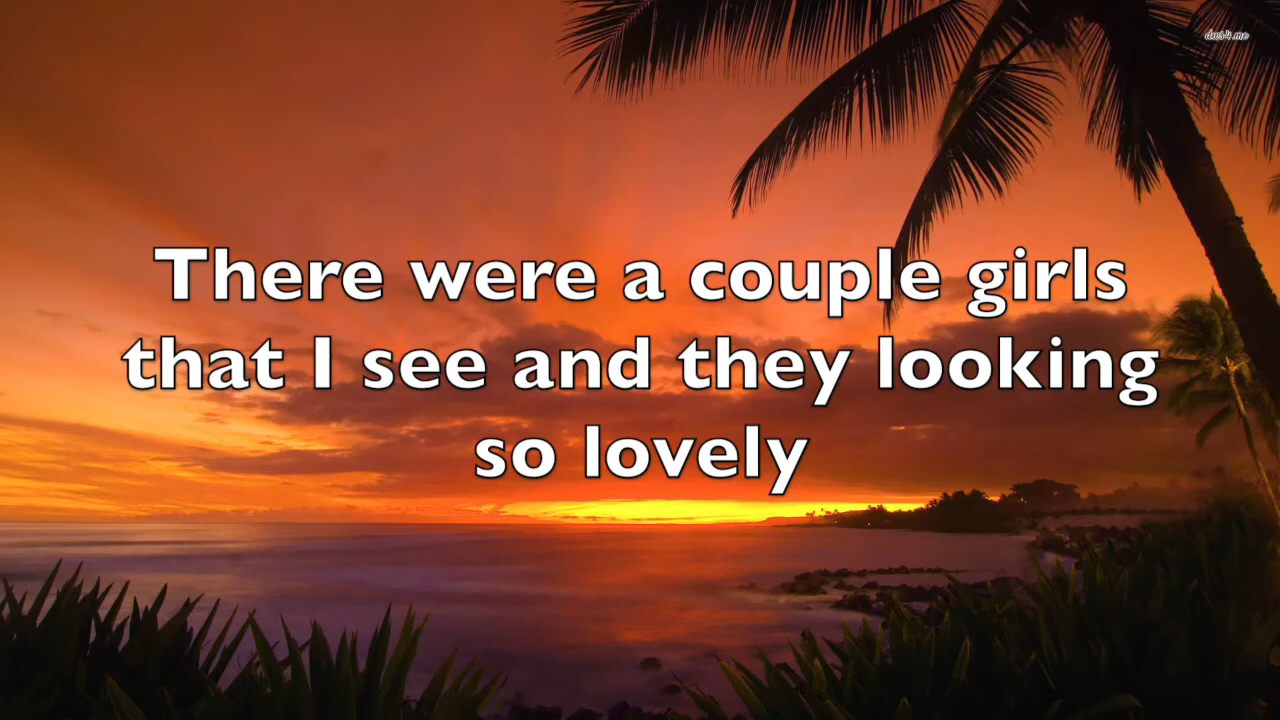 There were a couple girls
that I see and they looking
so lovely